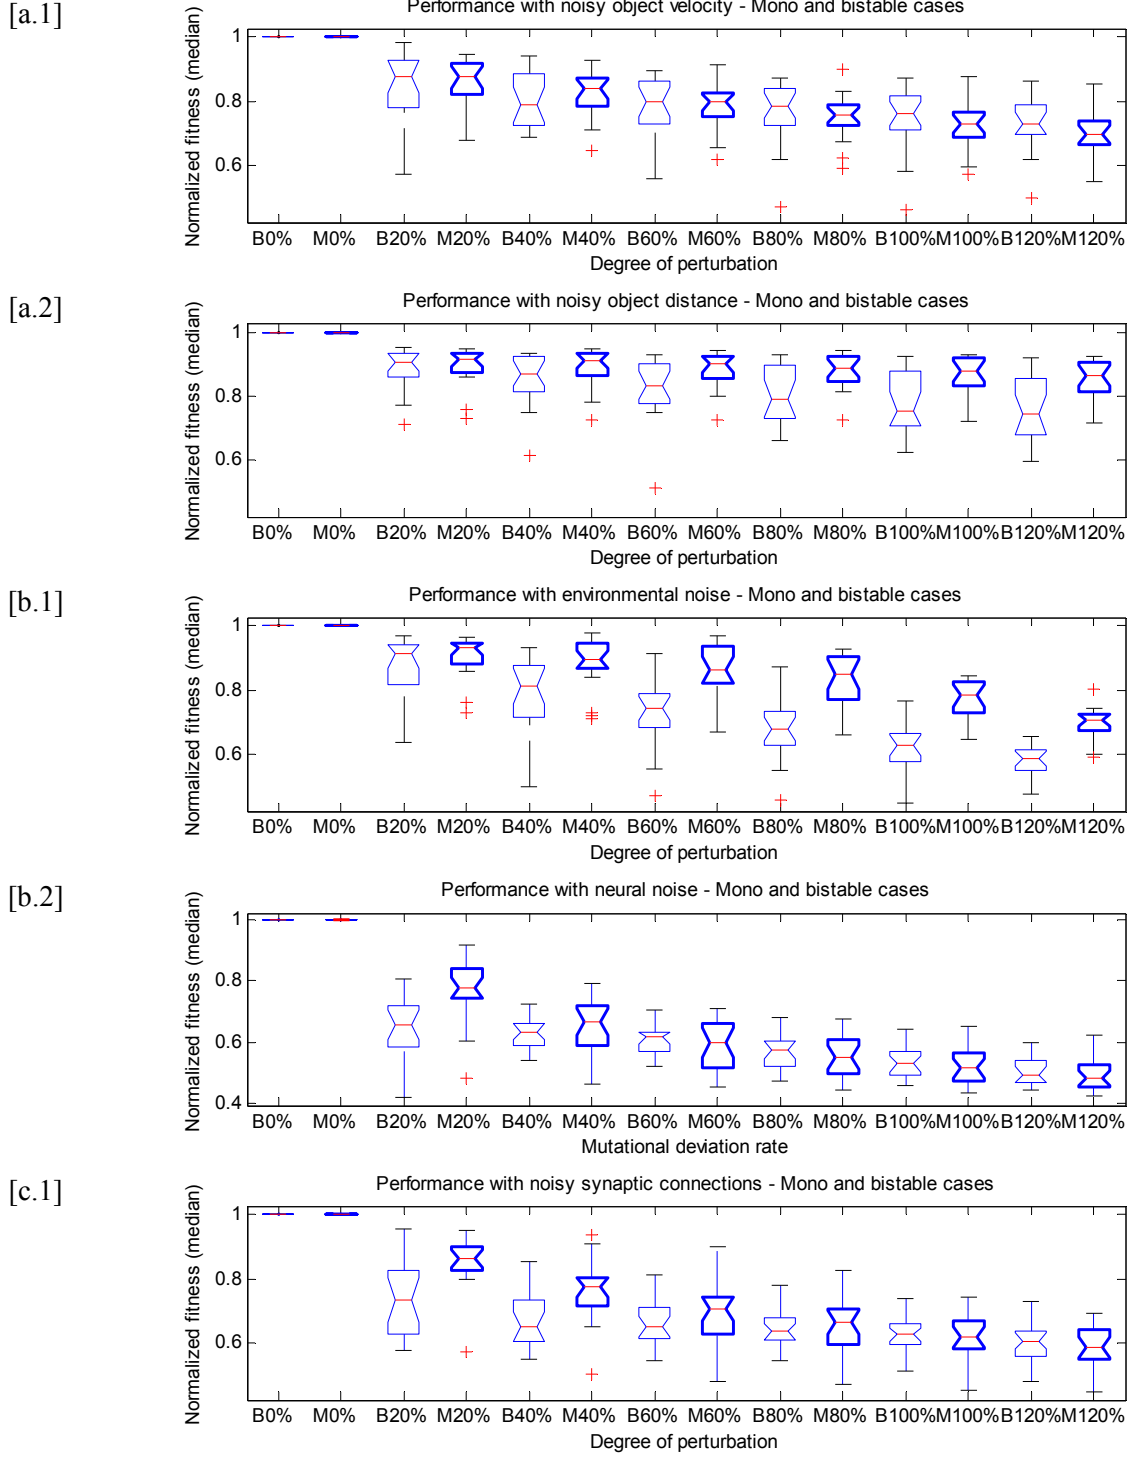 [a.1]
Performance with noisy object velocity - Mono and bistable cases
Normalized fitness (median)
1
0.8
0.6
B0% M0% B20% M20% B40% M40% B60% M60% B80% M80% B100% M100% B120% M120%
Degree of perturbation
[a.2]
Performance with noisy object distance - Mono and bistable cases
Normalized fitness (median)
1
0.8
0.6
B0% M0% B20% M20% B40% M40% B60% M60% B80% M80% B100% M100% B120% M120%
Degree of perturbation
[b.1]
Performance with environmental noise - Mono and bistable cases
Normalized fitness (median)
1
0.8
0.6
B0% M0% B20% M20% B40% M40% B60% M60% B80% M80% B100% M100% B120% M120%
Degree of perturbation
[b.2]
Performance with neural noise - Mono and bistable cases
Normalized fitness (median)
1
0.8
0.6
0.4
B0% M0% B20% M20% B40% M40% B60% M60% B80% M80% B100% M100% B120% M120%
Mutational deviation rate
[c.1]
Performance with noisy synaptic connections - Mono and bistable cases
Normalized fitness (median)
1
0.8
0.6
B0% M0% B20% M20% B40% M40% B60% M60% B80% M80% B100% M100% B120% M120%
Degree of perturbation